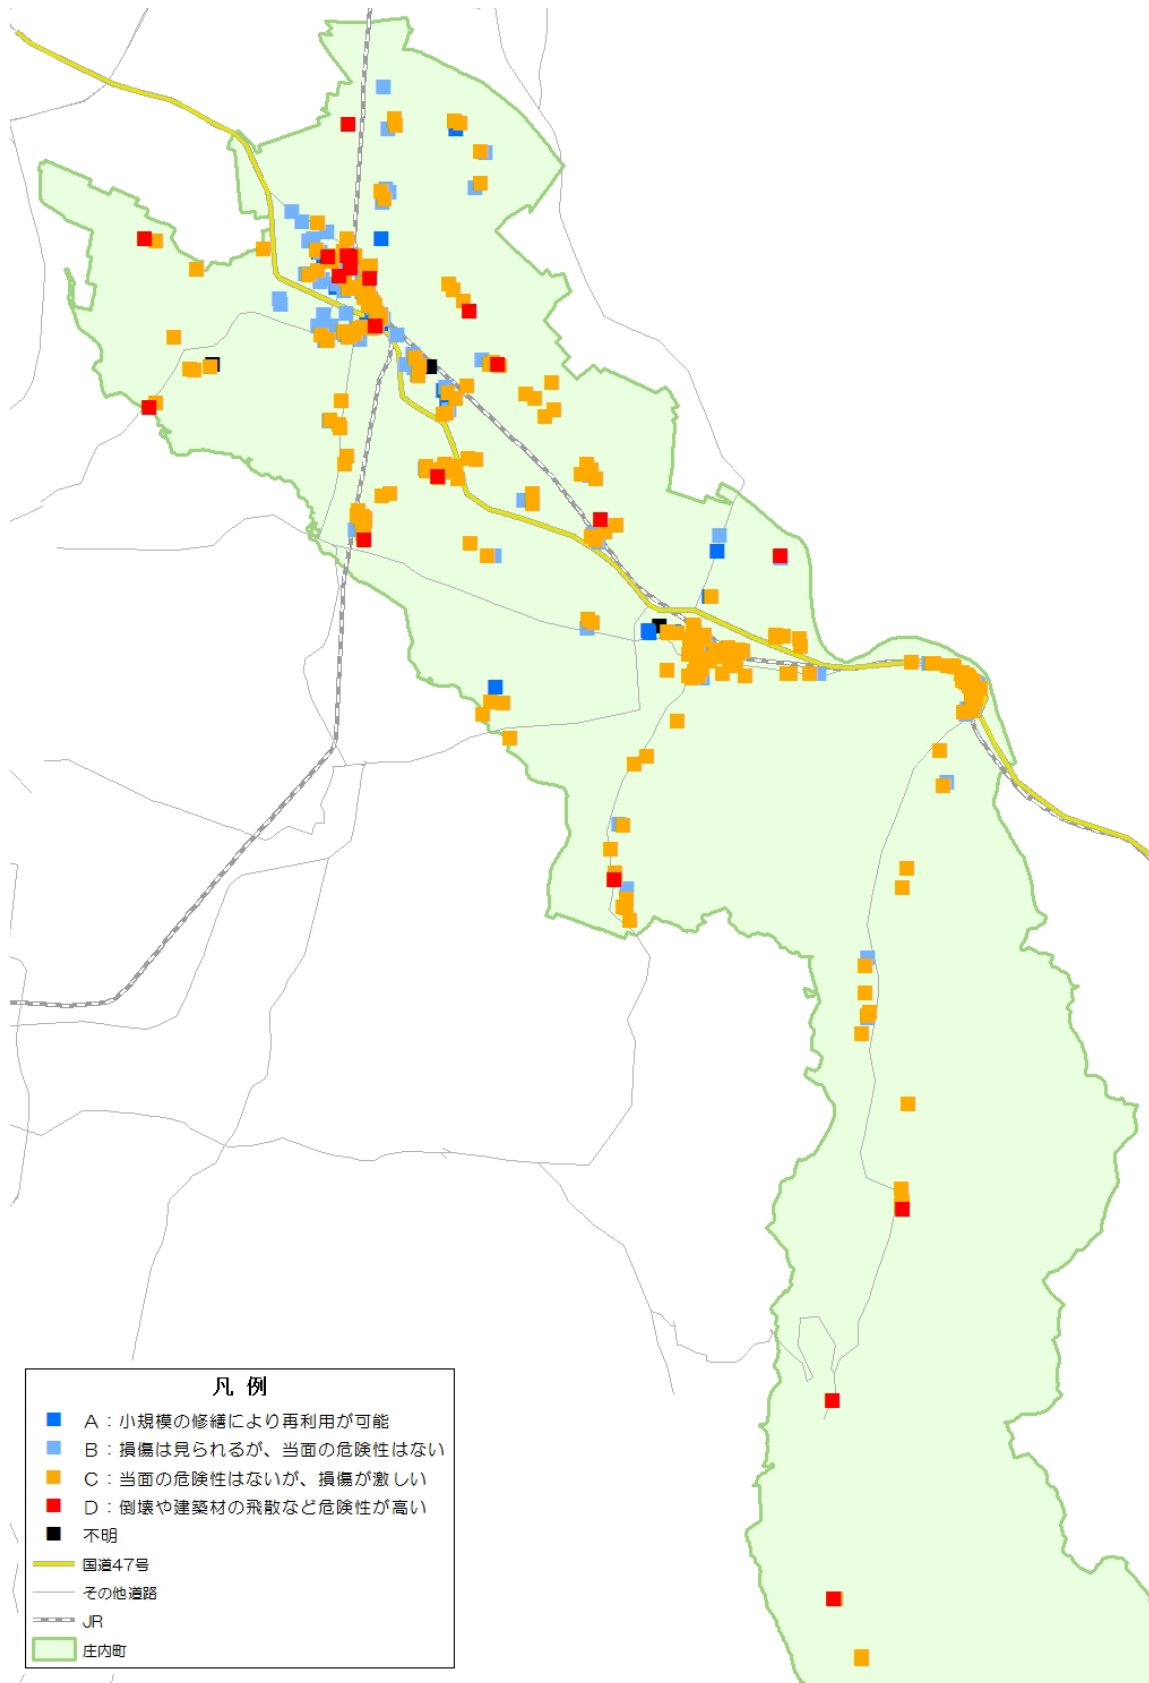 凡 例
A：小規模の修繕により再利用が可能
B：損傷は見られるが、当面の危険性はない
C：当面の危険性はないが、損傷が激しい
D：倒壊や建築材の飛散など危険性が高い
不明
国道47号
その他道路
JR
庄内町